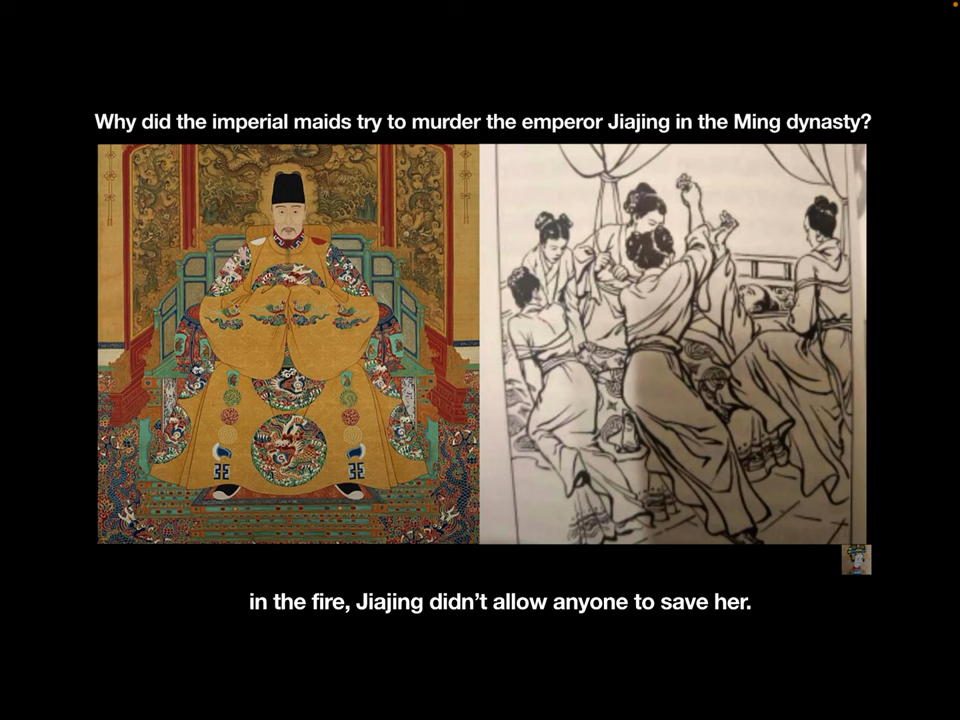 Why did the imperial maids try to murder the emperor Jiajing in the Ming dynasty?
in the fire, Jiajing didn’t allow anyone to save her.